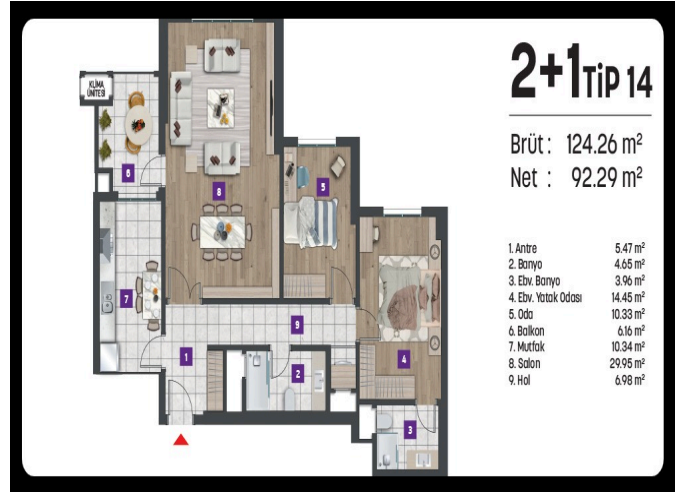 2+1 TiP 14
Brüt : 124.26 m²
Net : 92.29 m²
1. Antre 5.47 m²
2. Banyo 4.65 m²
3. Ebv. Banyo 3.96 m²
4. Ebv. Yatak Odası 14.45 m²
5. Oda 10.33 m²
6. Balkon 6.16 m²
7. Mutfak 10.34 m²
8. Salon 29.95 m²
9. Hol 6.98 m²
KLİMA
ÜNİTESİ
6
5
8
7
9
1
2
4
3